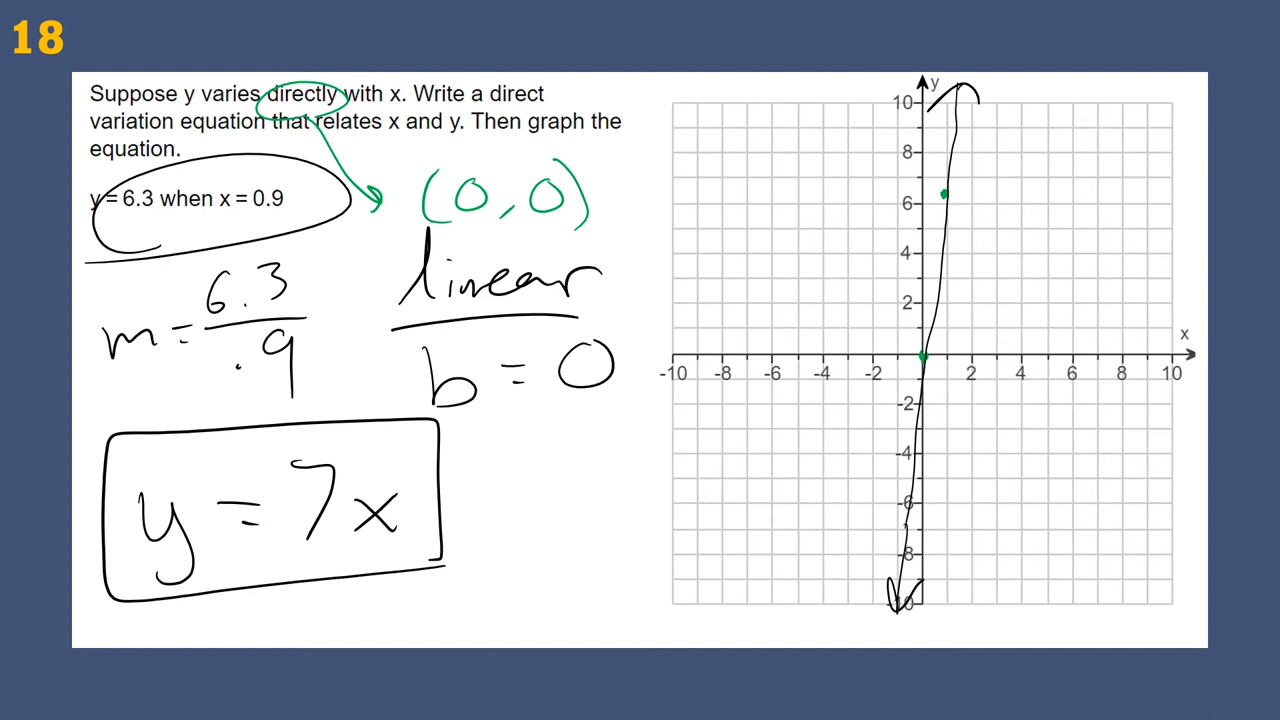 18
Suppose y varies directly with x. Write a direct
variation equation that relates x and y. Then graph the
equation.
y = 6.3 when x = 0.9
(0, 0)
linear
m = 6.3/.9
b = 0
y = 7x
y
10
8
6
4
2
x
-10 -8 -6 -4 -2 2 4 6 8 10
-2
-4
-6
-8
-10